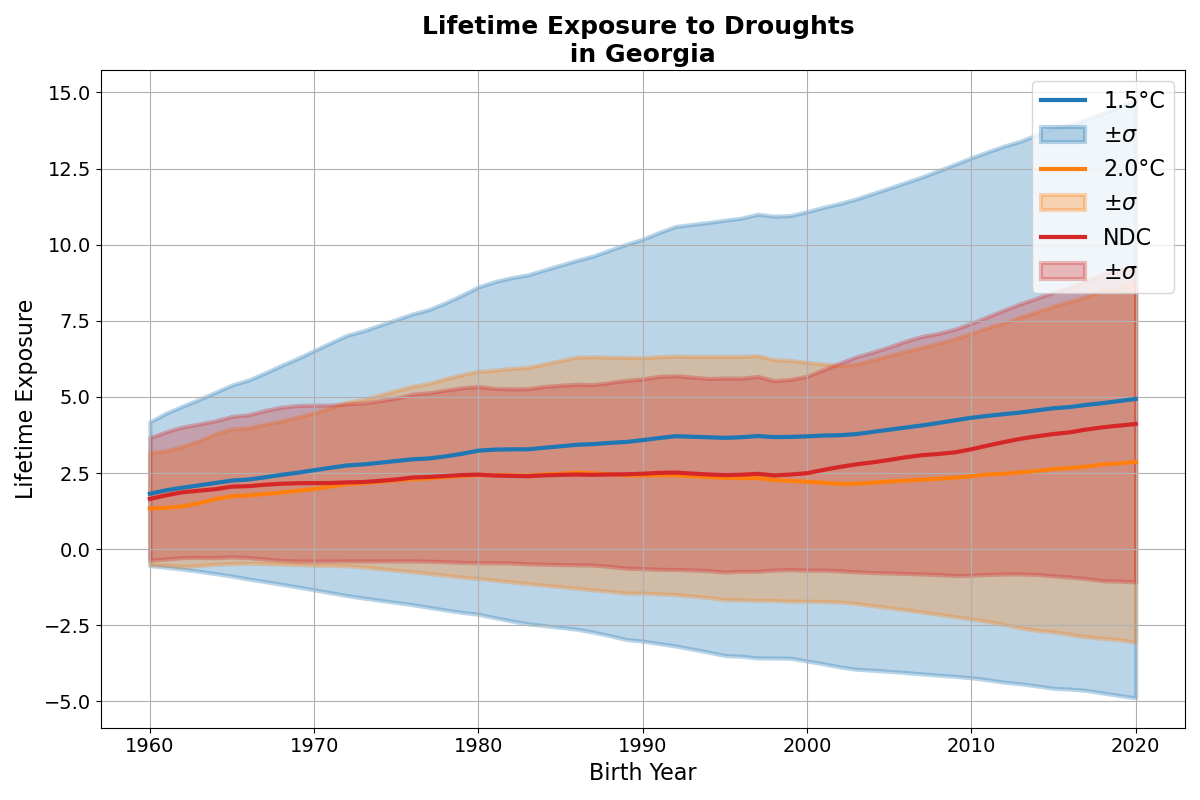 Lifetime Exposure to Droughts
in Georgia
15.0
12.5
10.0
7.5
5.0
2.5
0.0
−2.5
−5.0
Lifetime Exposure
1.5°C
±σ
2.0°C
±σ
NDC
±σ
1960
1970
1980
1990
2000
2010
2020
Birth Year